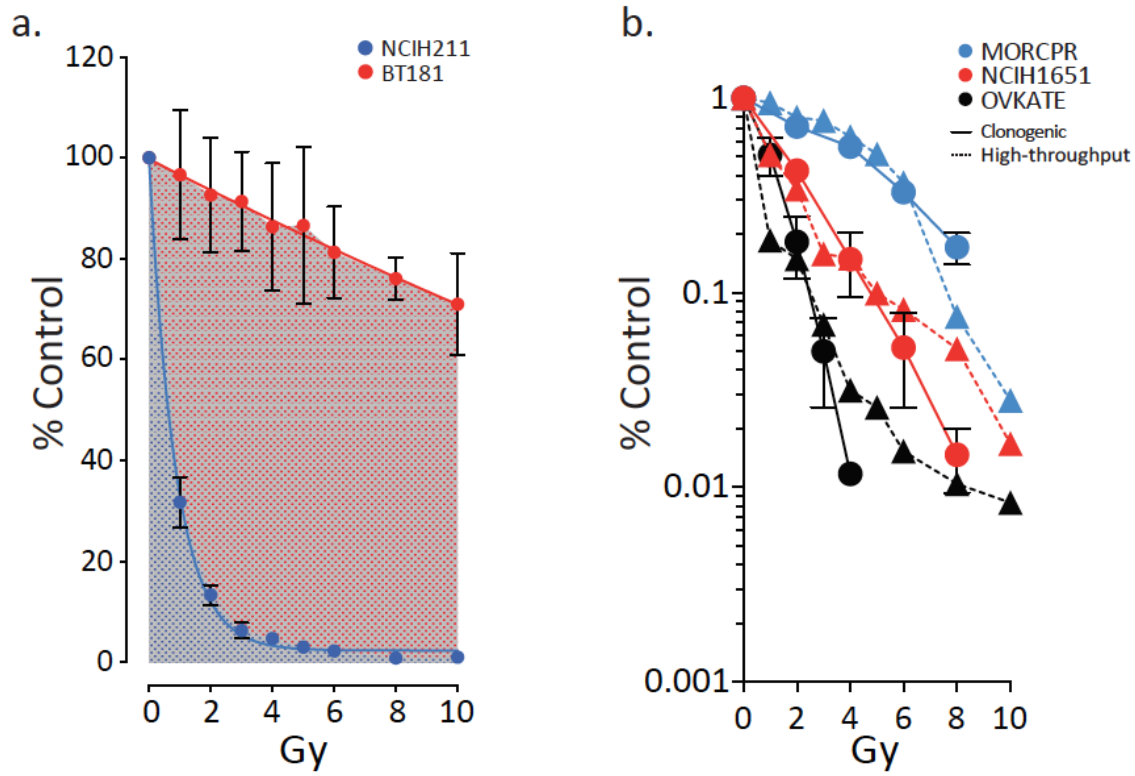 a.
NCIH211
BT181
120
100
80
60
40
20
0
% Control
0 2 4 6 8 10
Gy
b.
MORCPR
NCIH1651
OVKATE
Clonogenic
High-throughput
1
0.1
0.01
0.001
% Control
0 2 4 6 8 10
Gy